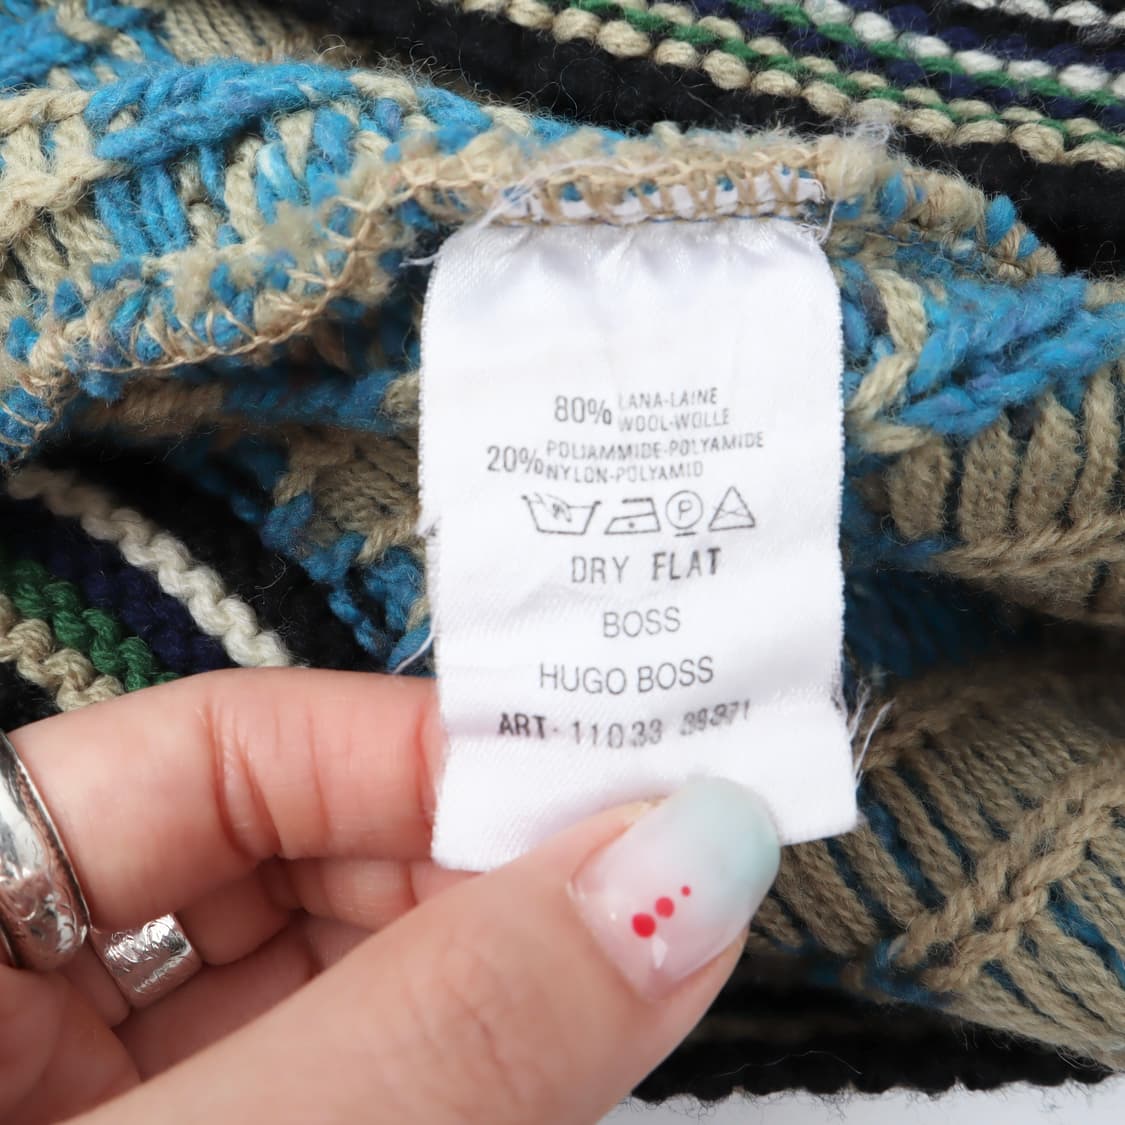 80% LANA-LAINE
WOOL-WOLLE
20% POLIAMMIDE-POLYAMIDE
NYLON-POLYAMID
P
DRY FLAT
BOSS
HUGO BOSS
ART· 11033